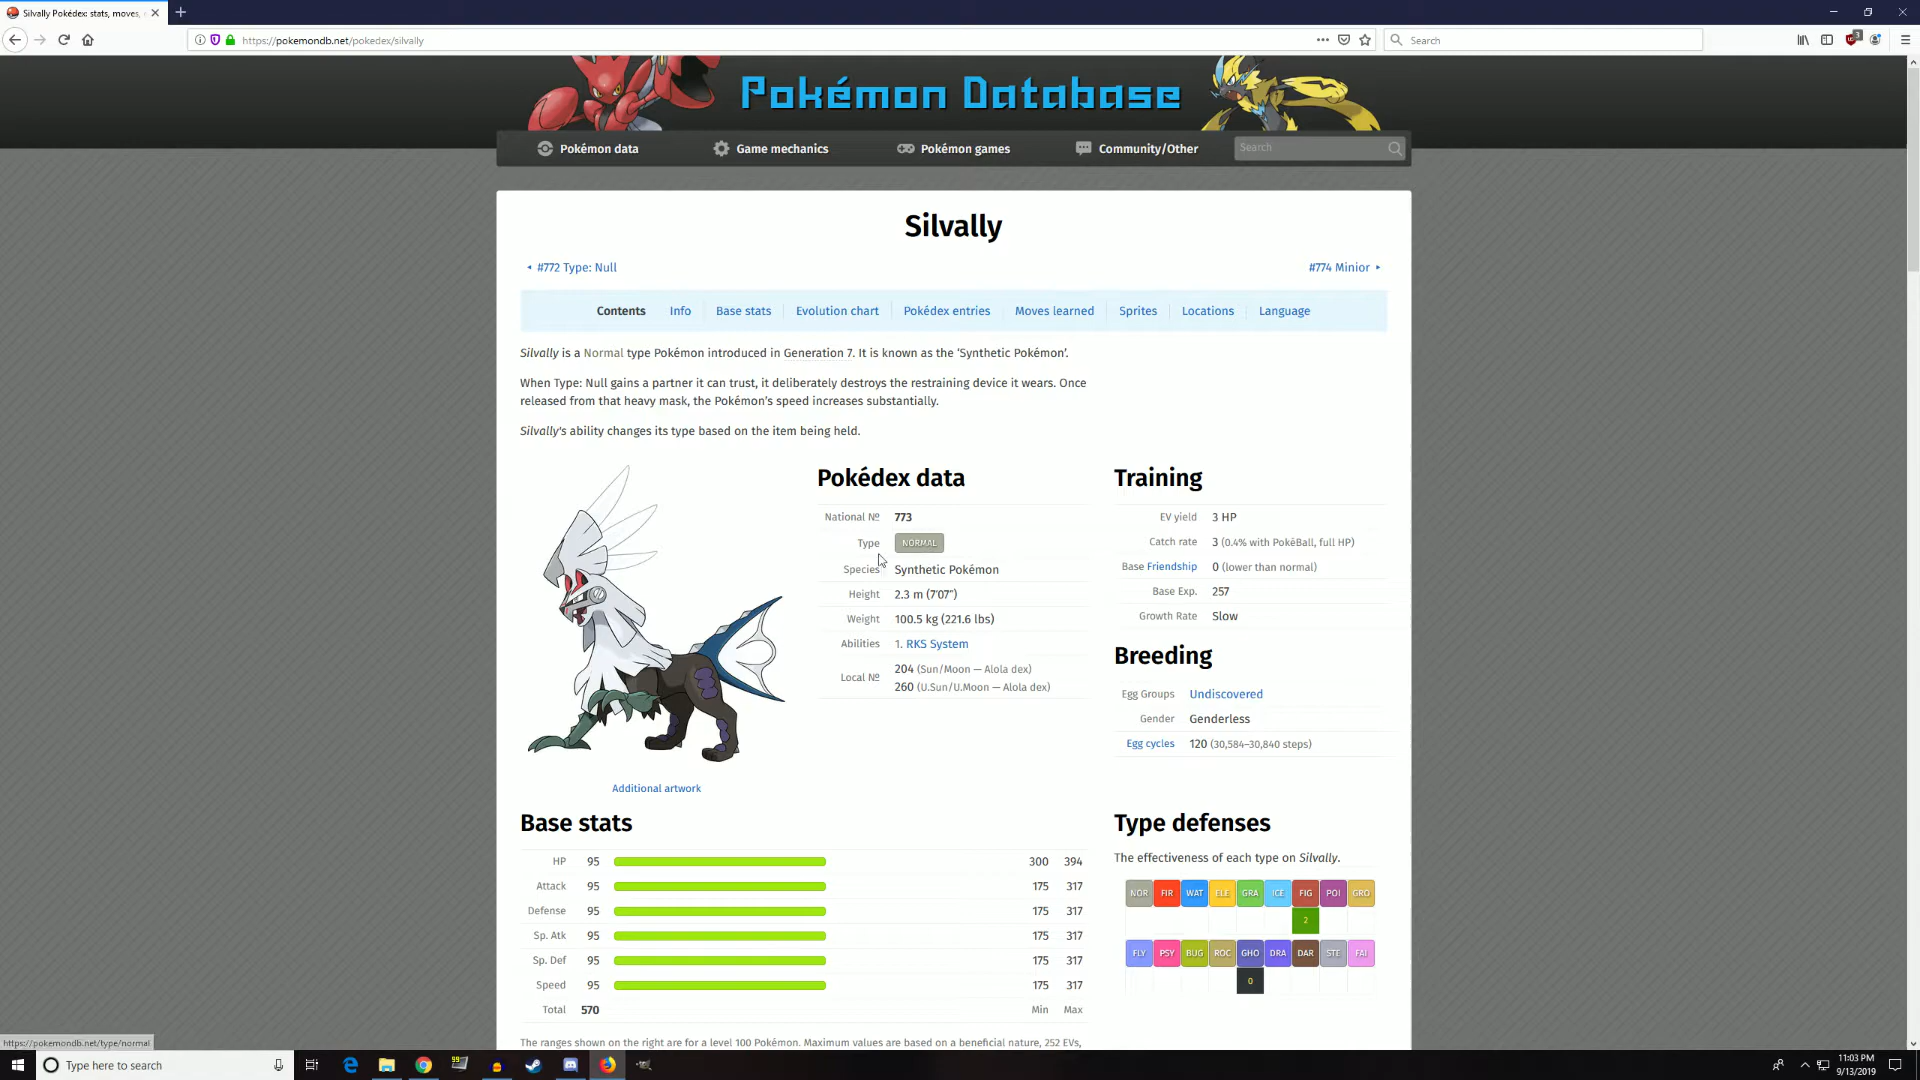 Silvally Pokédex: stats, moves,
https://pokemondb.net/pokedex/silvally
Search
3
Pokémon Database
Pokémon data
Game mechanics
Pokémon games
Community/Other
Search
Silvally
◂ #772 Type: Null
#774 Minior ▸
Contents
Info
Base stats
Evolution chart
Pokédex entries
Moves learned
Sprites
Locations
Language
Silvally is a Normal type Pokémon introduced in Generation 7. It is known as the ‘Synthetic Pokémon’.
When Type: Null gains a partner it can trust, it deliberately destroys the restraining device it wears. Once
released from that heavy mask, the Pokémon’s speed increases substantially.
Silvally's ability changes its type based on the item being held.
Additional artwork
Pokédex data
National № 773
Type NORMAL
Species Synthetic Pokémon
Height 2.3 m (7′07″)
Weight 100.5 kg (221.6 lbs)
Abilities 1. RKS System
Local № 204 (Sun/Moon — Alola dex)
260 (U.Sun/U.Moon — Alola dex)
Training
EV yield 3 HP
Catch rate 3 (0.4% with PokéBall, full HP)
Base Friendship 0 (lower than normal)
Base Exp. 257
Growth Rate Slow
Breeding
Egg Groups Undiscovered
Gender Genderless
Egg cycles 120 (30,584–30,840 steps)
Base stats
HP 95 300 394
Attack 95 175 317
Defense 95 175 317
Sp. Atk 95 175 317
Sp. Def 95 175 317
Speed 95 175 317
Total 570 Min Max
The ranges shown on the right are for a level 100 Pokémon. Maximum values are based on a beneficial nature, 252 EVs,
Type defenses
The effectiveness of each type on Silvally.
NOR FIR WAT ELE GRA ICE FIG POI GRO
2
FLY PSY BUG ROC GHO DRA DAR STE FAI
0
https://pokemondb.net/type/normal
Type here to search
99
11:03 PM
9/13/2019